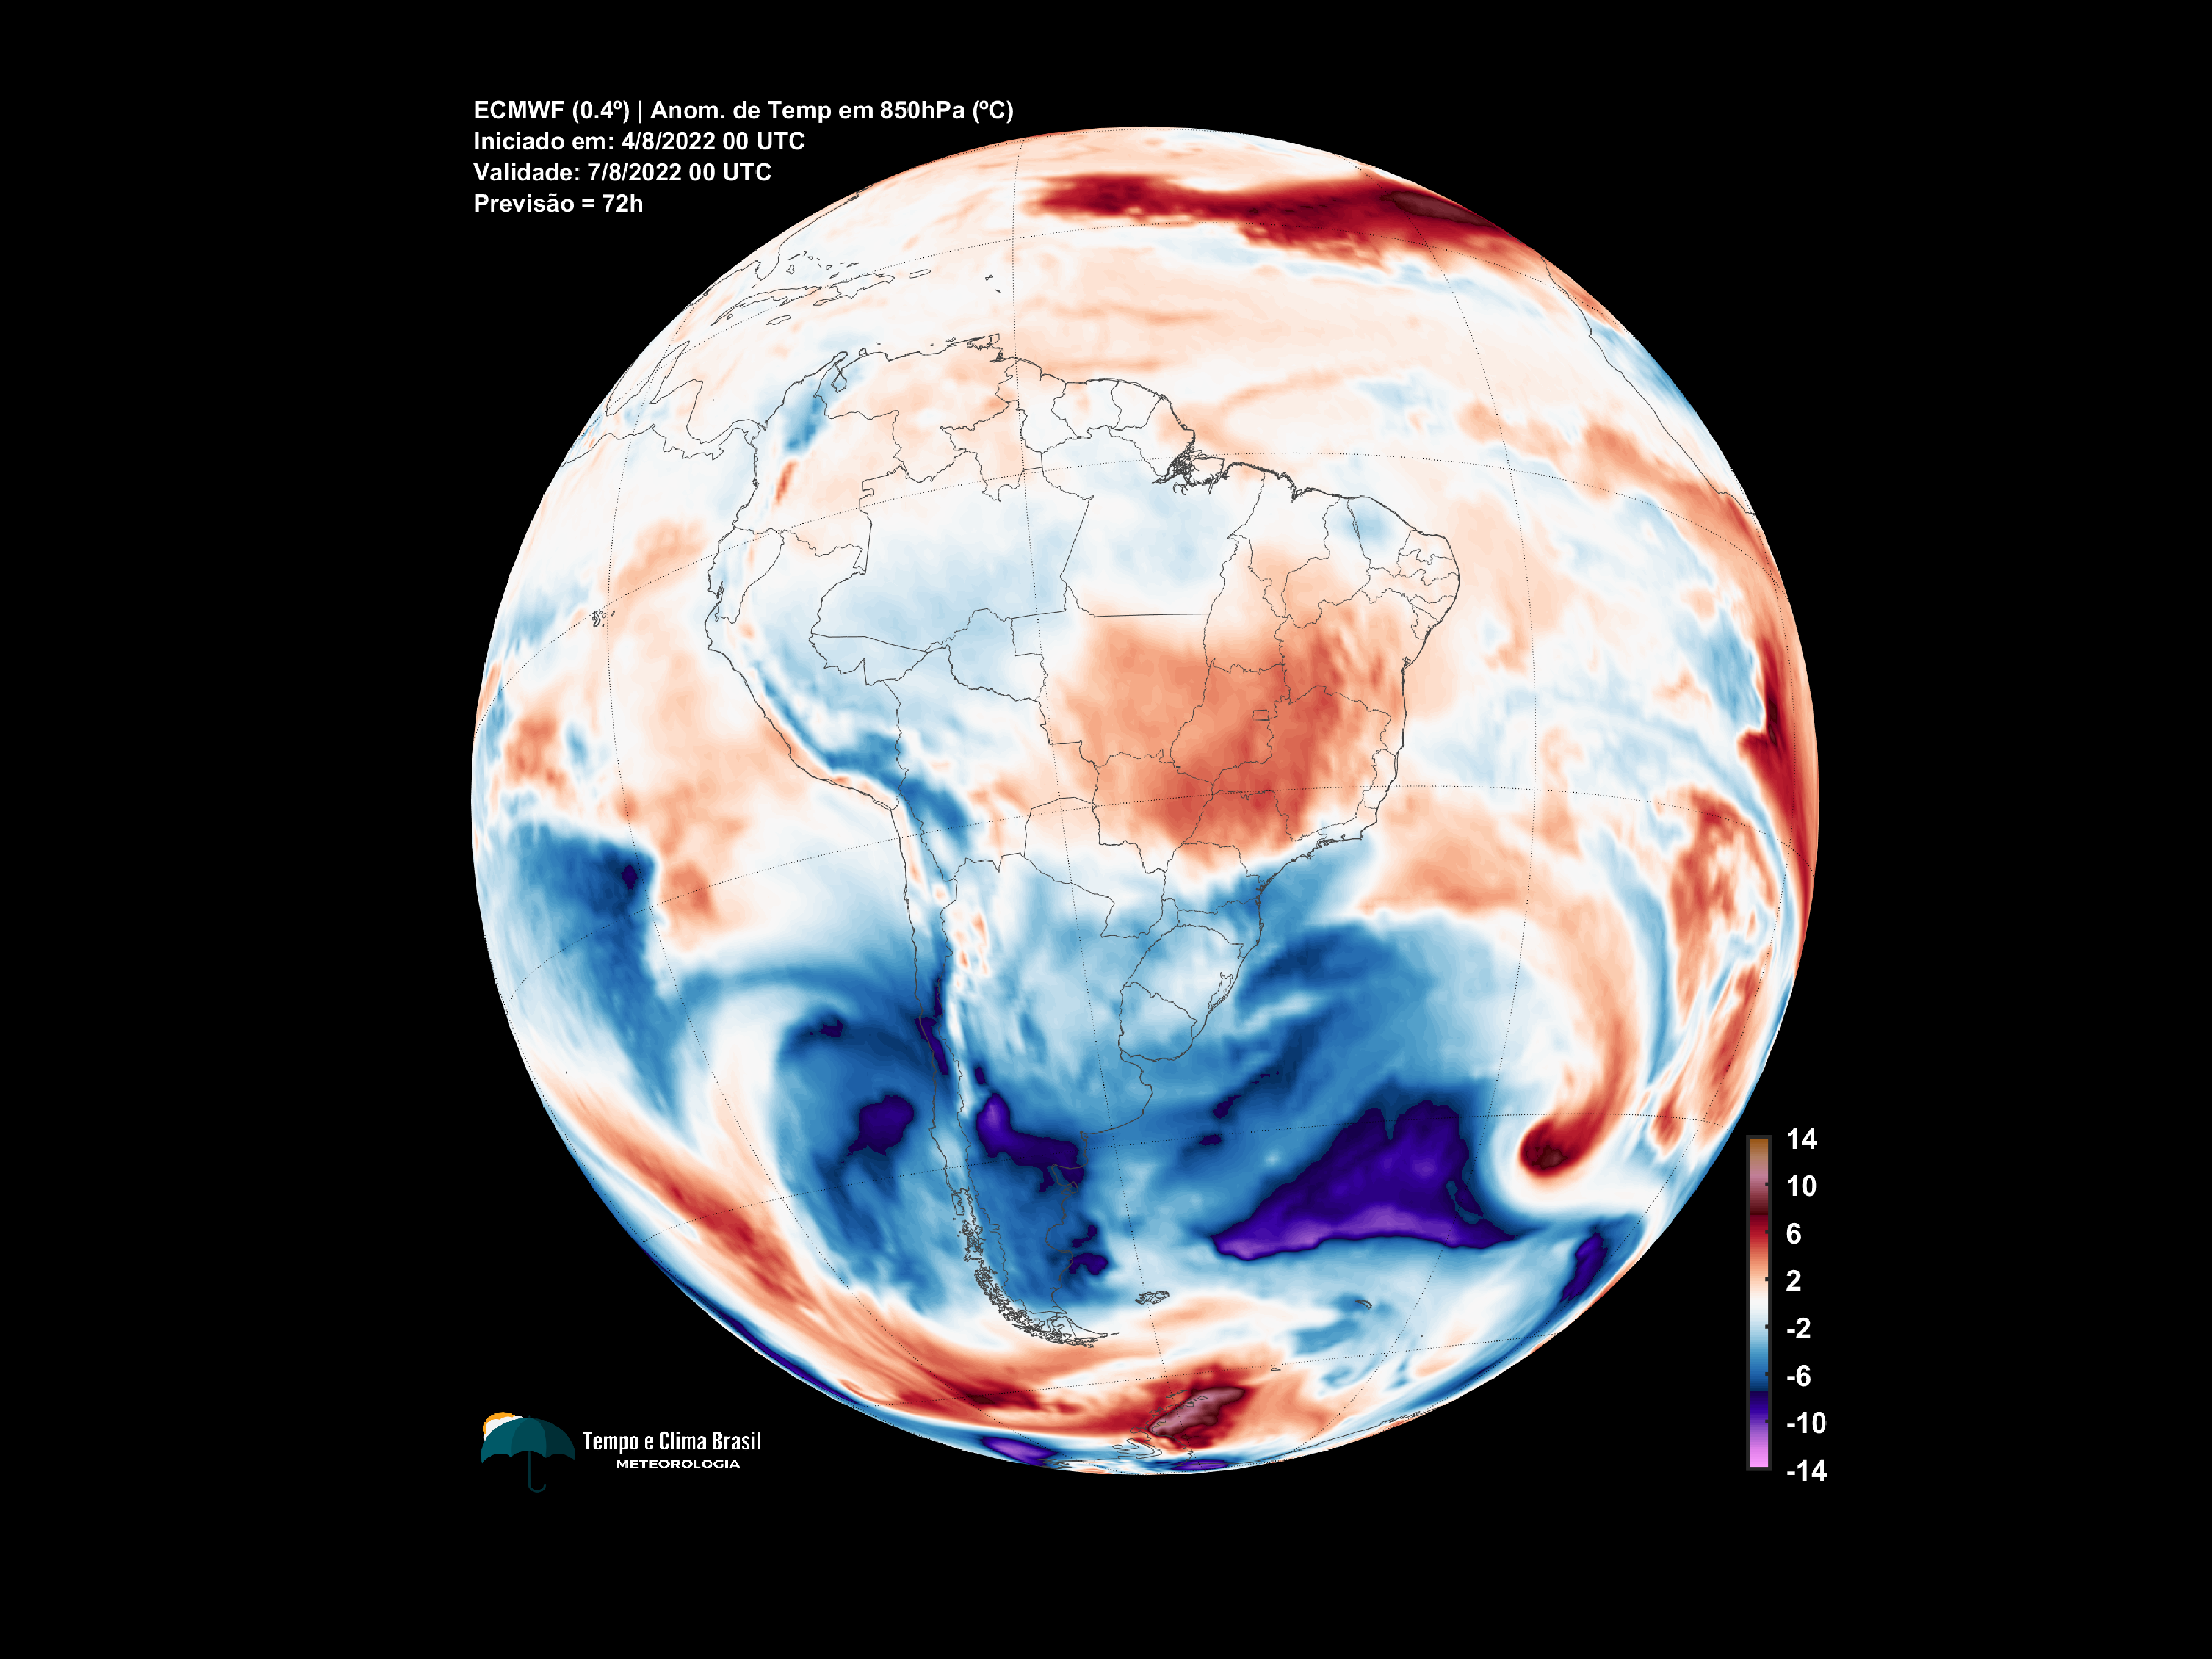 ECMWF (0.4º) | Anom. de Temp em 850hPa (ºC)
Iniciado em: 4/8/2022 00 UTC
Validade: 7/8/2022 00 UTC
Previsão = 72h
14
10
6
2
-2
-6
-10
-14
Tempo e Clima Brasil
METEOROLOGIA